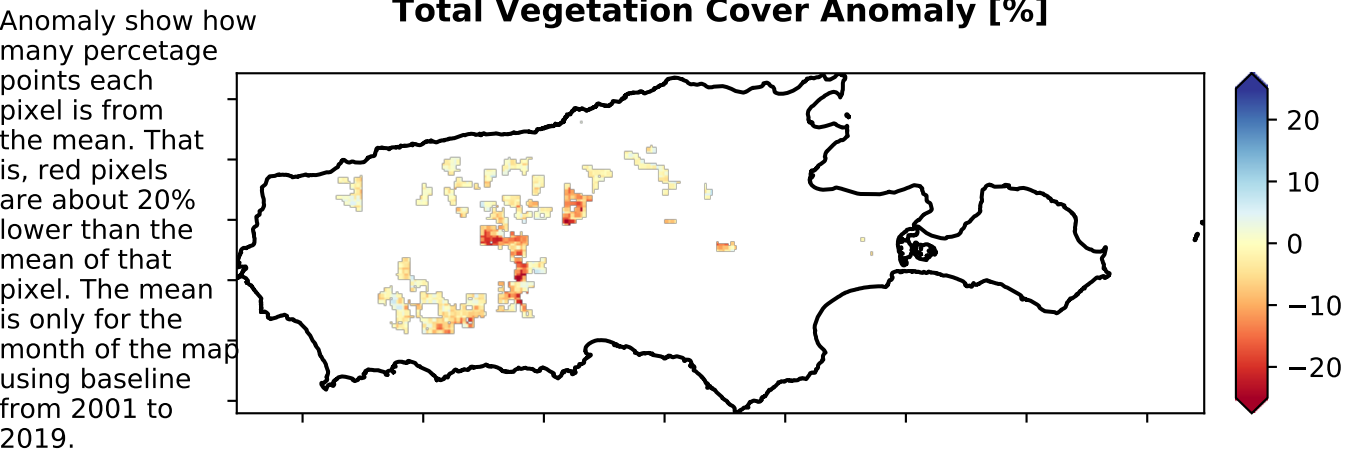 Total Vegetation Cover Anomaly [%]
Anomaly show how
many percetage
points each
pixel is from
the mean. That
is, red pixels
are about 20%
lower than the
mean of that
pixel. The mean
is only for the
month of the map
using baseline
from 2001 to
2019.
20
10
0
−10
−20